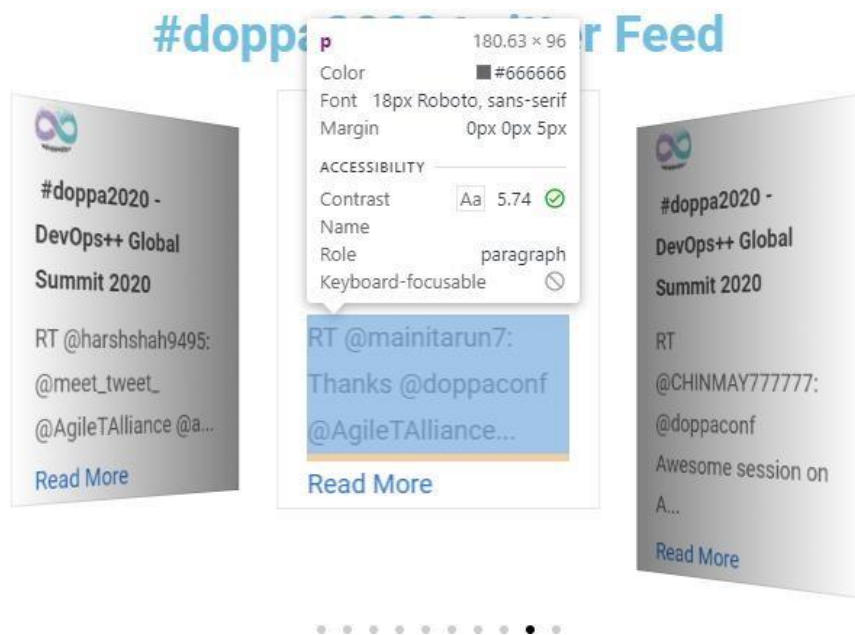 #doppa2020 Twitter Feed
p 180.63 × 96
Color #666666
Font 18px Roboto, sans-serif
Margin 0px 0px 5px
ACCESSIBILITY
Contrast Aa 5.74
Name
Role paragraph
Keyboard-focusable
#doppa2020 -
DevOps++ Global
Summit 2020
RT @harshshah9495:
@meet_tweet_
@AgileTAlliance @a...
Read More
RT @mainitarun7:
Thanks @doppaconf
@AgileTAlliance...
Read More
#doppa2020 -
DevOps++ Global
Summit 2020
RT
@CHINMAY777777:
@doppaconf
Awesome session on
A...
Read More